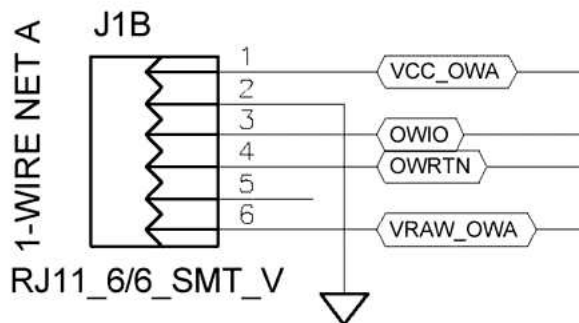 J1B
1-WIRE NET A
1
VCC_OWA
2
3
OWIO
4
OWRTN
5
6
VRAW_OWA
RJ11_6/6_SMT_V